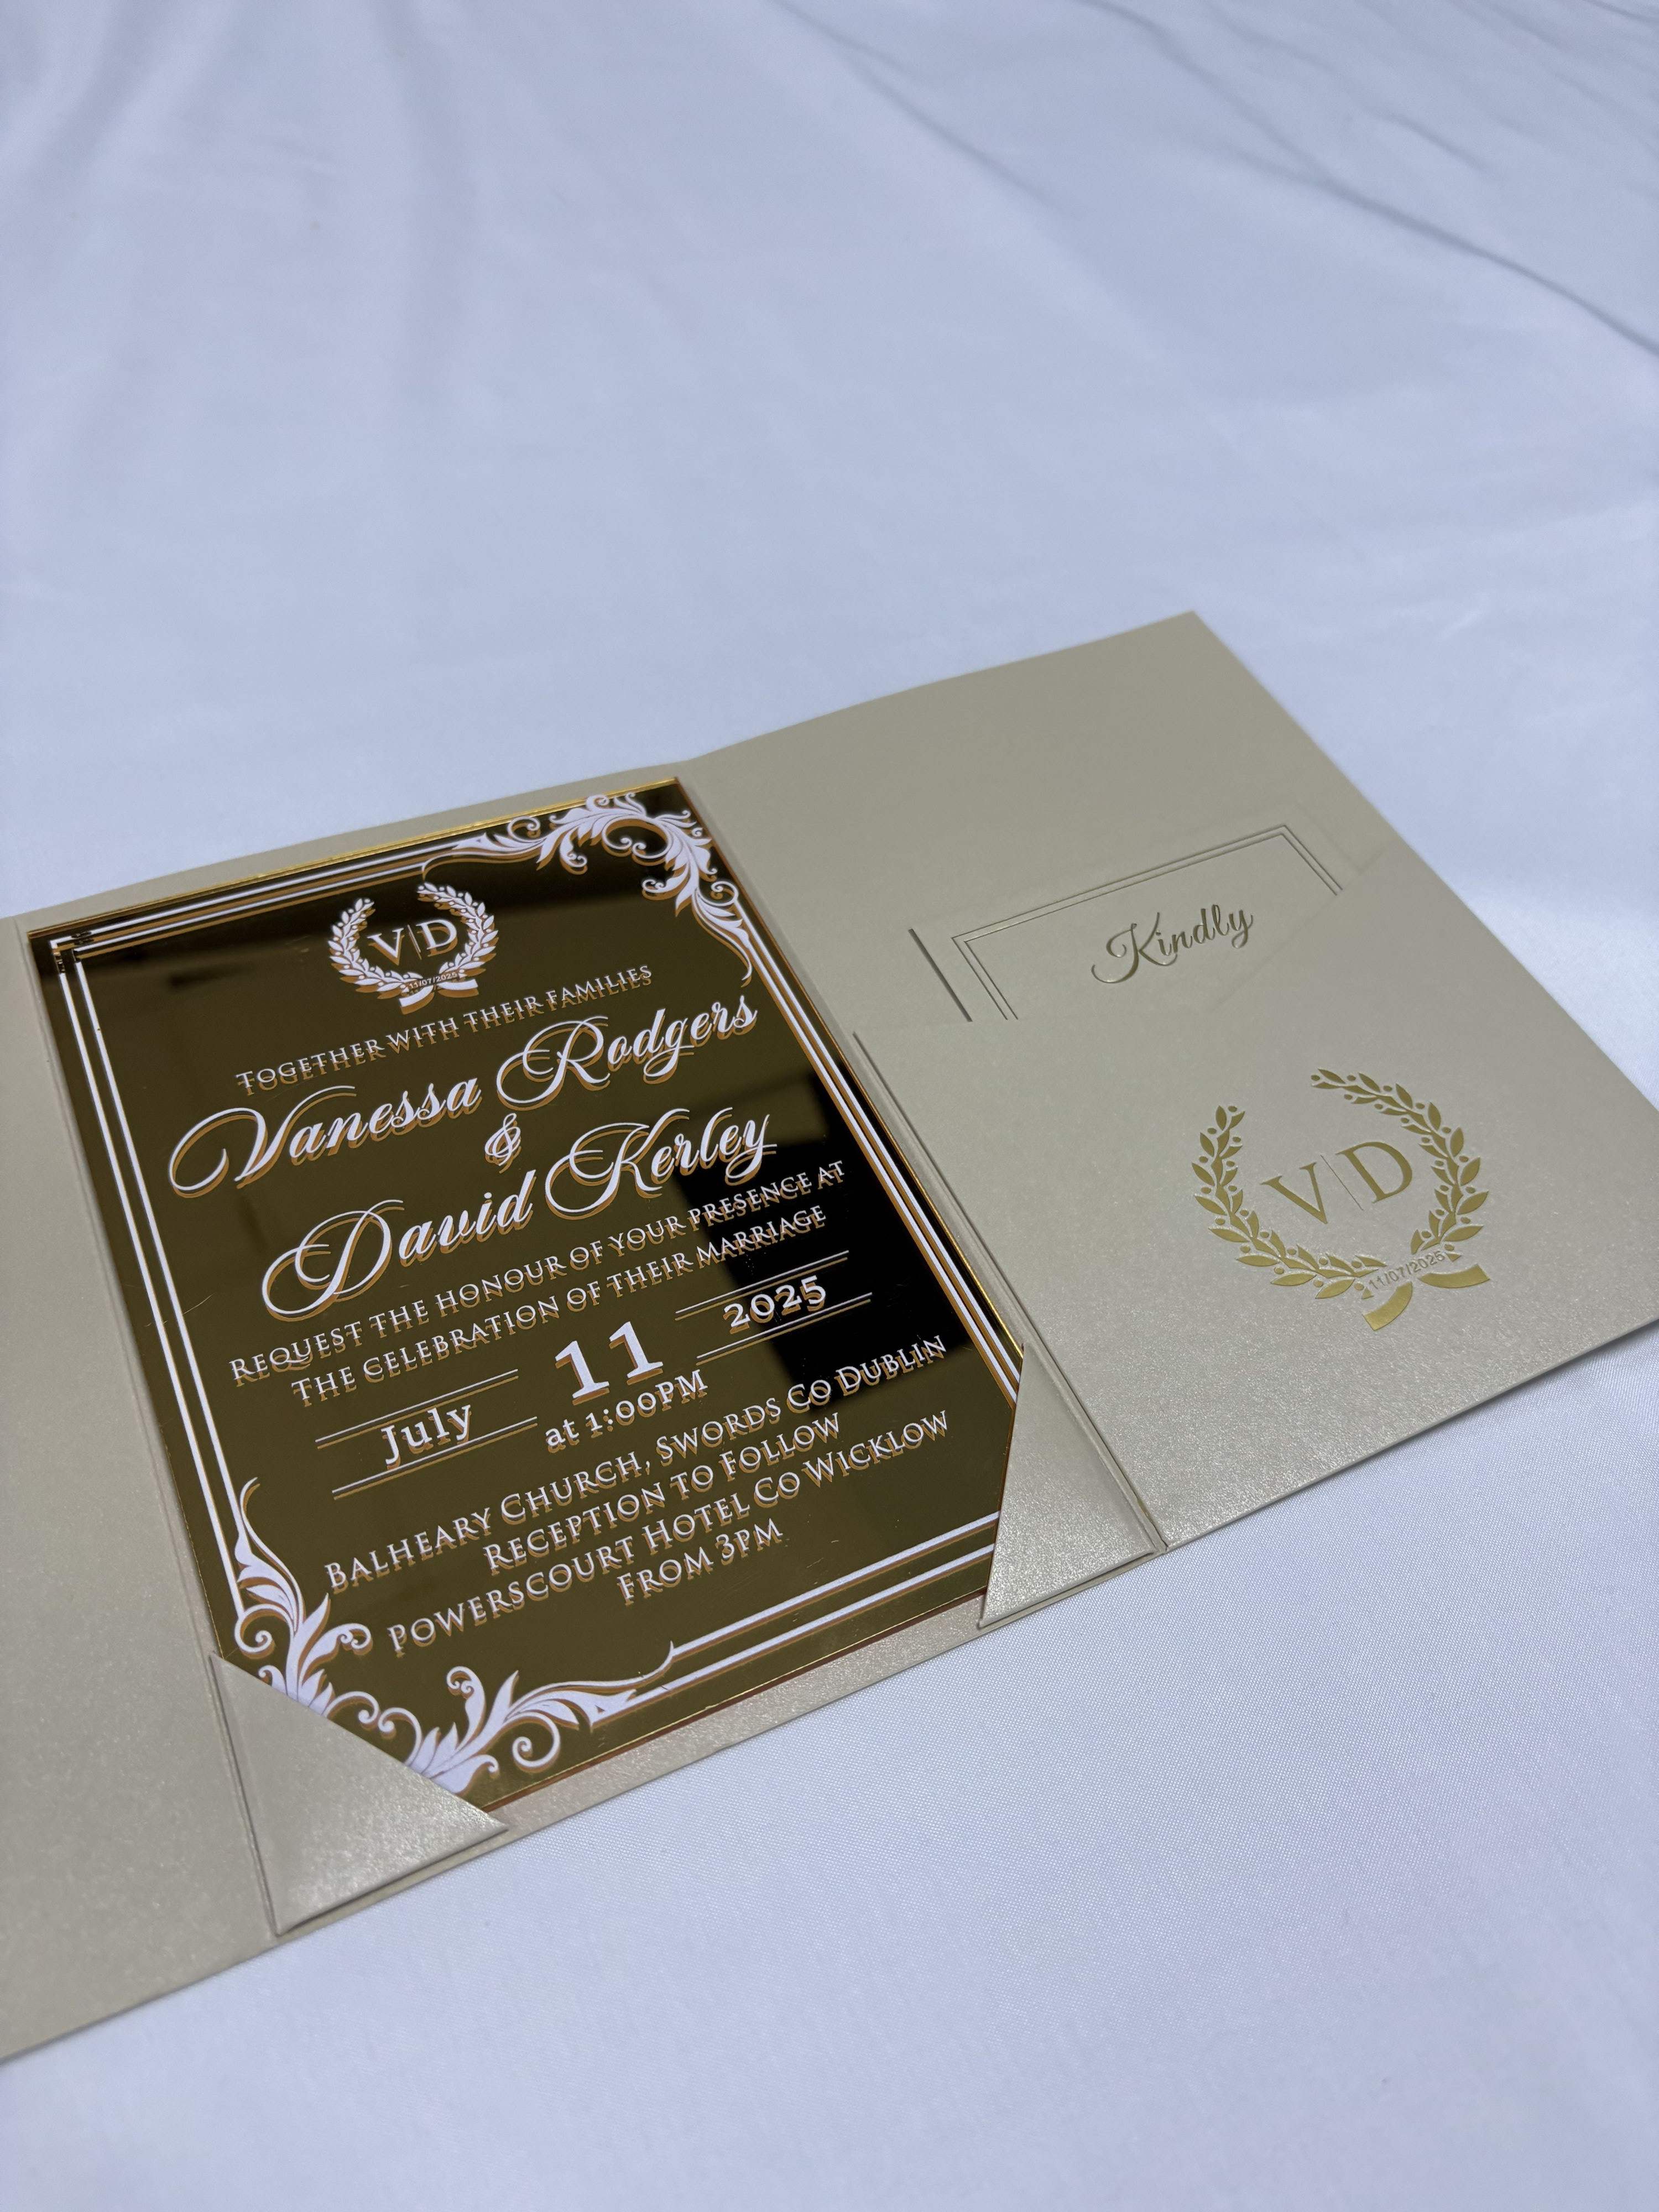 V|D
11/07/2025
TOGETHER WITH THEIR FAMILIES
Vanessa Rodgers
&
David Kerley
REQUEST THE HONOUR OF YOUR PRESENCE AT
THE CELEBRATION OF THEIR MARRIAGE
July
11
2025
at 1:00PM
BALHEARY CHURCH, SWORDS CO DUBLIN
RECEPTION TO FOLLOW
POWERSCOURT HOTEL CO WICKLOW
FROM 3PM
Kindly
V|D
11/07/2025